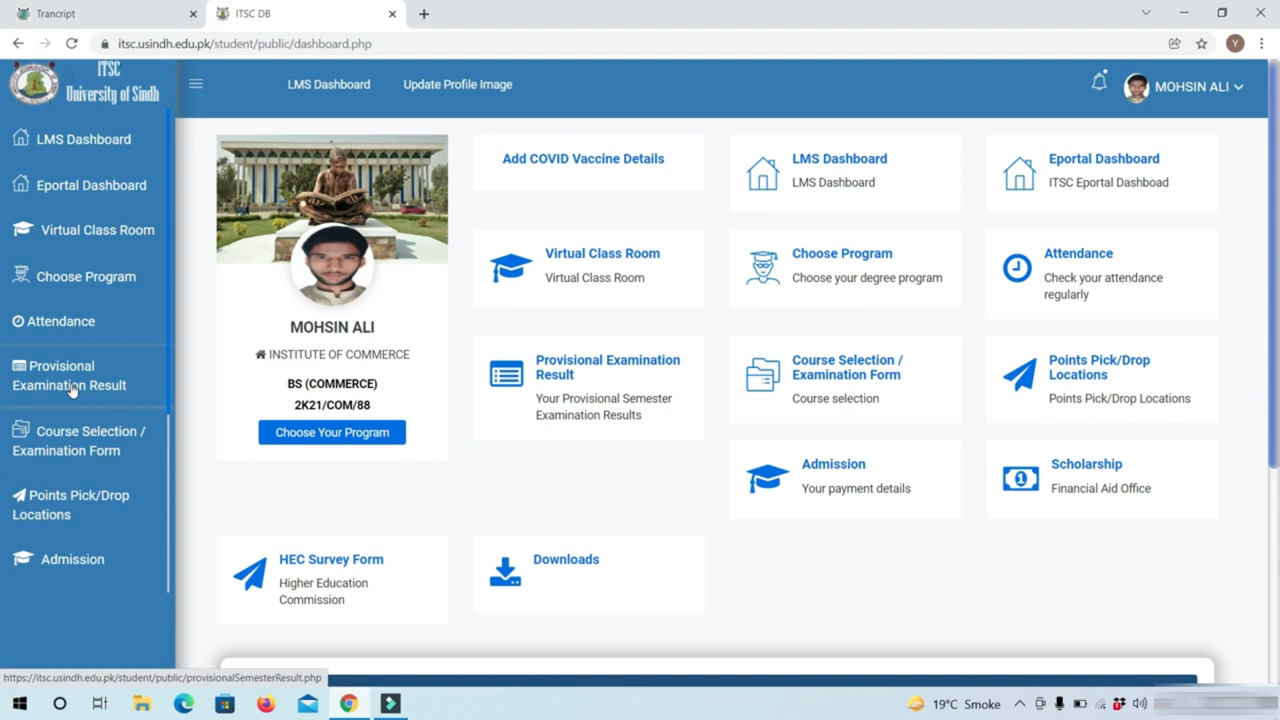 Trancript
ITSC DB
itsc.usindh.edu.pk/student/public/dashboard.php
Y
ITSC
University of Sindh
LMS Dashboard
Update Profile Image
MOHSIN ALI
LMS Dashboard
Eportal Dashboard
Virtual Class Room
Choose Program
Attendance
Provisional
Examination Result
Course Selection /
Examination Form
Points Pick/Drop
Locations
Admission
MOHSIN ALI
INSTITUTE OF COMMERCE
BS (COMMERCE)
2K21/COM/88
Choose Your Program
Add COVID Vaccine Details
LMS Dashboard
LMS Dashboard
Eportal Dashboard
ITSC Eportal Dashboad
Virtual Class Room
Virtual Class Room
Choose Program
Choose your degree program
Attendance
Check your attendance
regularly
Provisional Examination
Result
Your Provisional Semester
Examination Results
Course Selection /
Examination Form
Course selection
Points Pick/Drop
Locations
Points Pick/Drop Locations
Admission
Your payment details
Scholarship
Financial Aid Office
HEC Survey Form
Higher Education
Commission
Downloads
https://itsc.usindh.edu.pk/student/public/provisionalSemesterResult.php
19°C Smoke